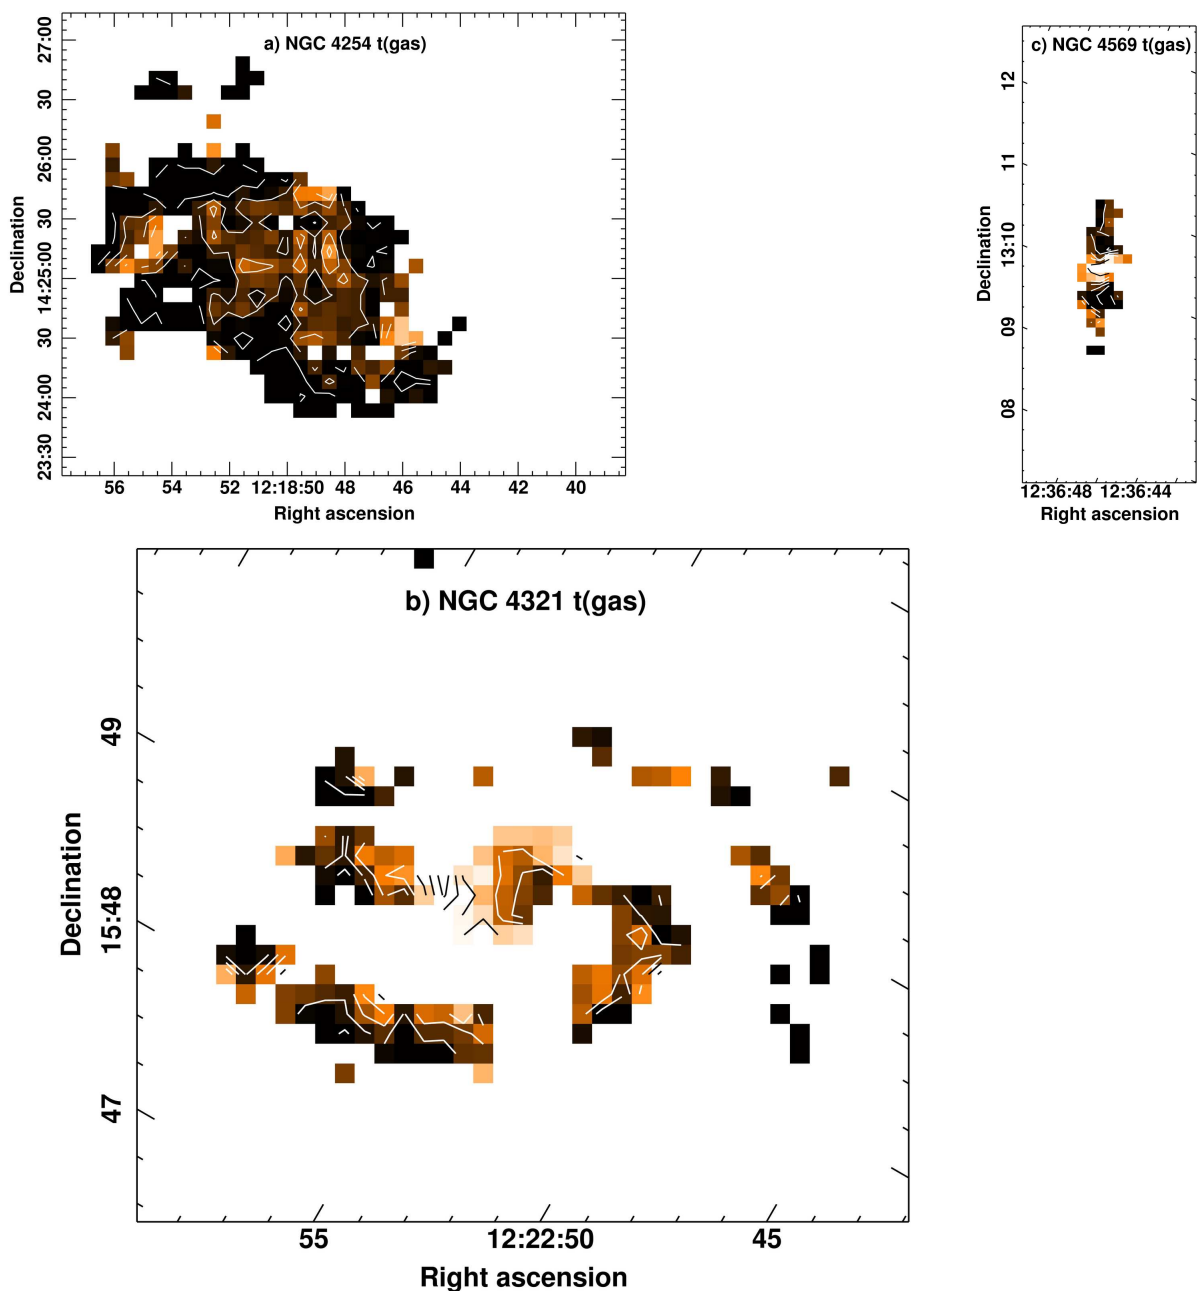 a) NGC 4254 t(gas)
27:00
30
26:00
30
14:25:00
30
24:00
23:30
Declination
56 54 52 12:18:50 48 46 44 42 40
Right ascension
c) NGC 4569 t(gas)
12
11
13:10
09
08
Declination
12:36:48 12:36:44
Right ascension
b) NGC 4321 t(gas)
49
15:48
47
Declination
55 12:22:50 45
Right ascension